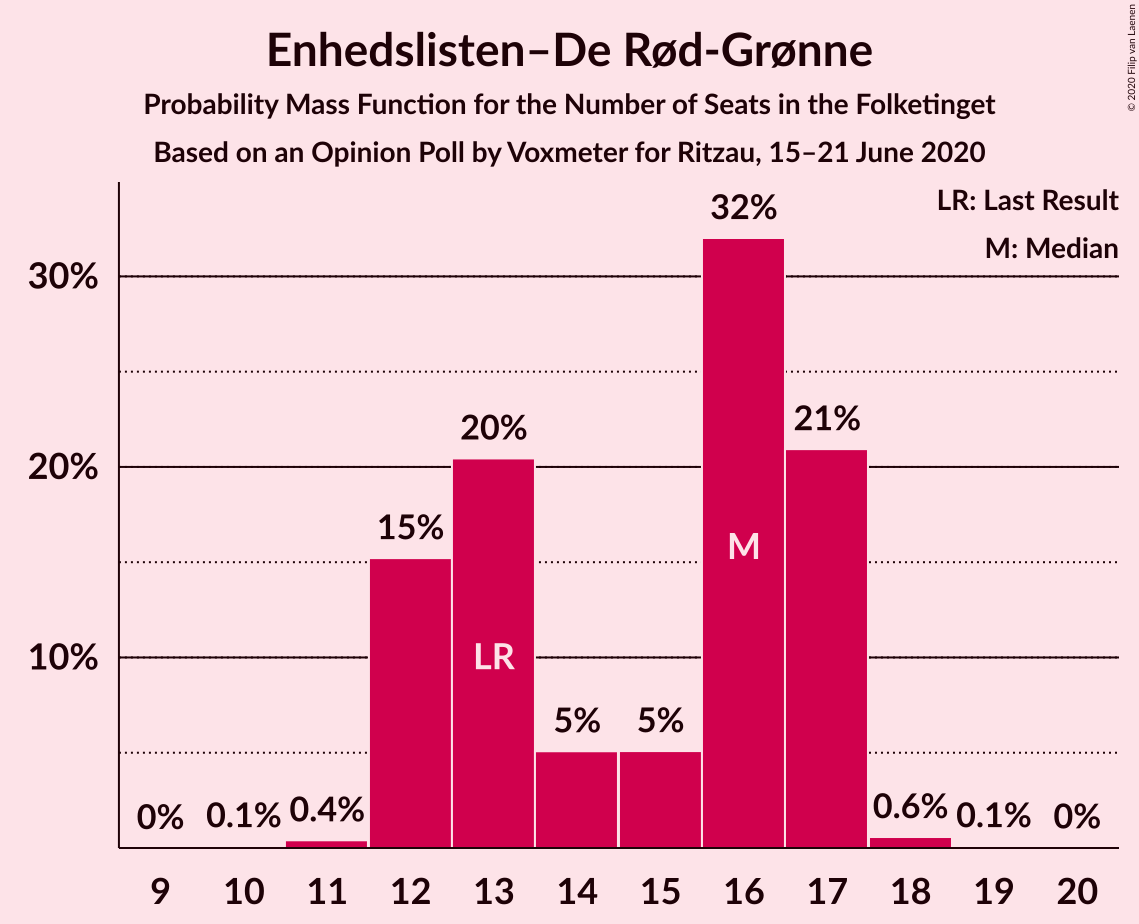 Enhedslisten–De Rød-Grønne
Probability Mass Function for the Number of Seats in the Folketinget
Based on an Opinion Poll by Voxmeter for Ritzau, 15–21 June 2020
© 2020 Filip van Laenen
LR: Last Result
M: Median
30%
20%
10%
0%
0.1%
0.4%
15%
20%
5%
5%
32%
21%
0.6%
0.1%
0%
LR
M
9 10 11 12 13 14 15 16 17 18 19 20